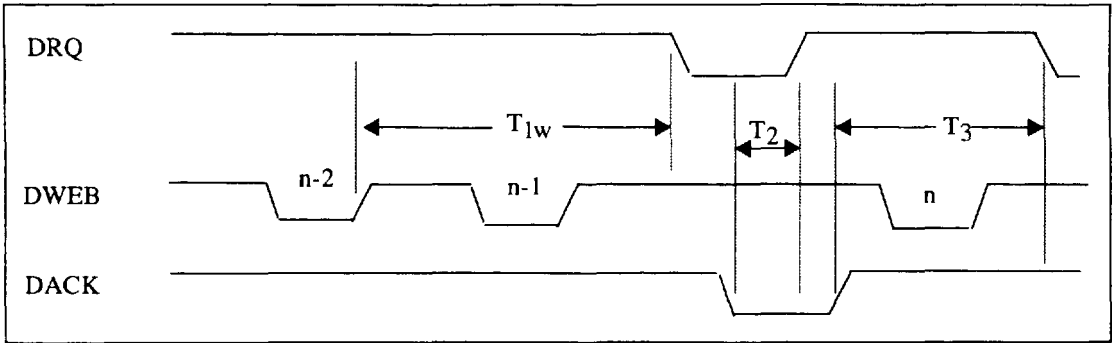 DRQ
T1w
T2
T3
DWEB
n-2
n-1
n
DACK